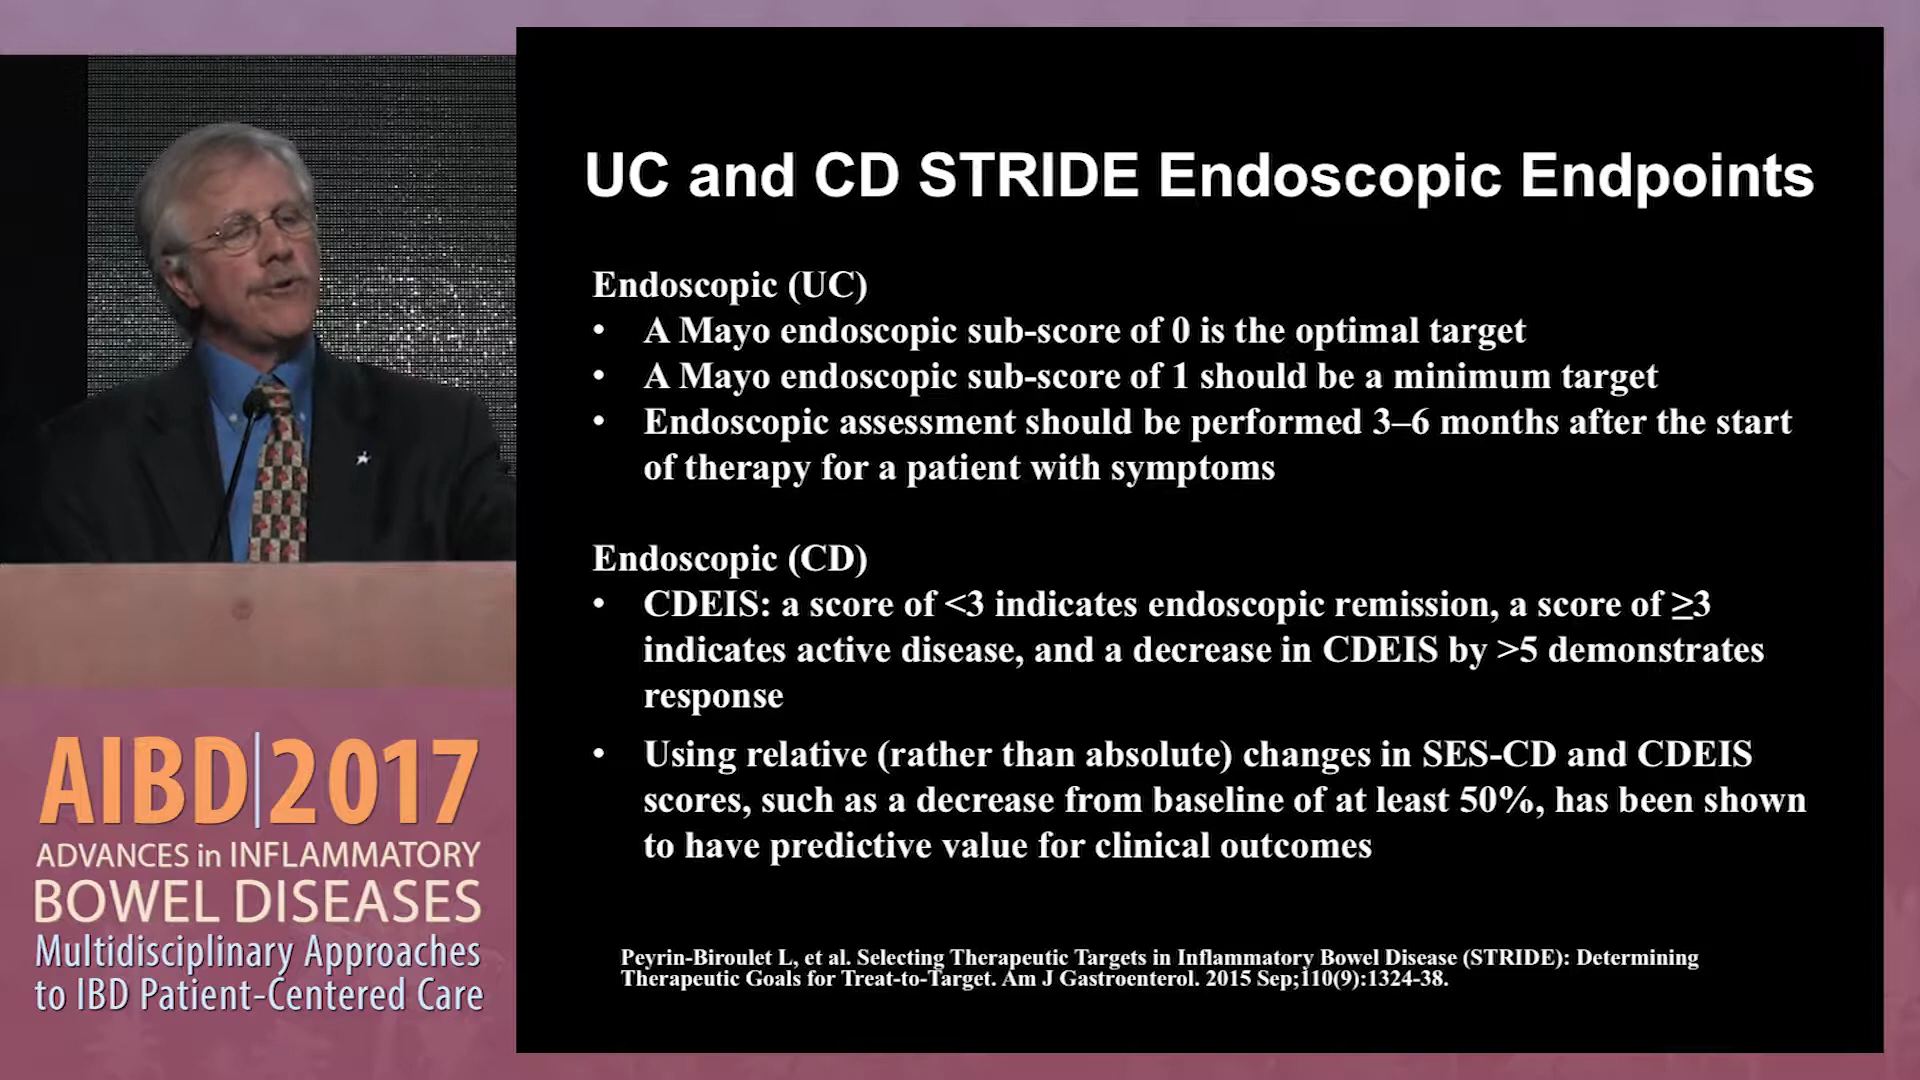 UC and CD STRIDE Endoscopic Endpoints
Endoscopic (UC)
• A Mayo endoscopic sub-score of 0 is the optimal target
• A Mayo endoscopic sub-score of 1 should be a minimum target
• Endoscopic assessment should be performed 3–6 months after the start
of therapy for a patient with symptoms
Endoscopic (CD)
• CDEIS: a score of <3 indicates endoscopic remission, a score of ≥3
indicates active disease, and a decrease in CDEIS by >5 demonstrates
response
• Using relative (rather than absolute) changes in SES-CD and CDEIS
scores, such as a decrease from baseline of at least 50%, has been shown
to have predictive value for clinical outcomes
Peyrin-Biroulet L, et al. Selecting Therapeutic Targets in Inflammatory Bowel Disease (STRIDE): Determining
Therapeutic Goals for Treat-to-Target. Am J Gastroenterol. 2015 Sep;110(9):1324-38.
AIBD|2017
ADVANCES in INFLAMMATORY
BOWEL DISEASES
Multidisciplinary Approaches
to IBD Patient-Centered Care